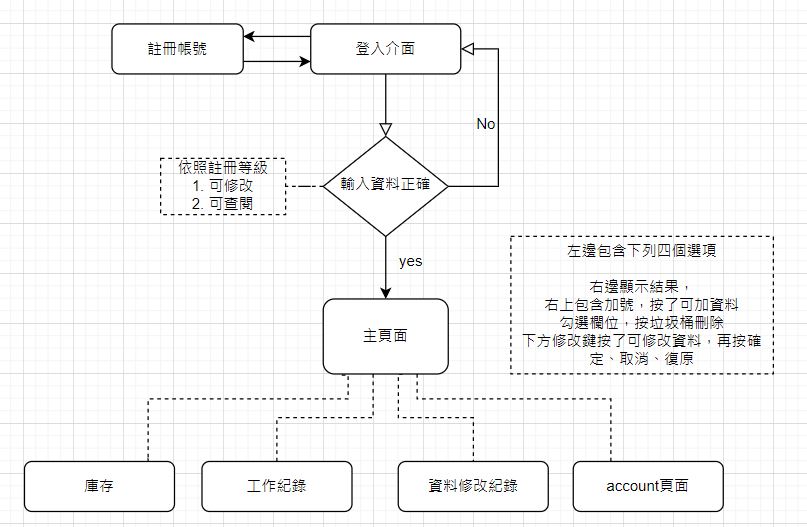 註冊帳號
登入介面
No
依照註冊等級
1. 可修改
2. 可查閱
輸入資料正確
yes
左邊包含下列四個選項
右邊顯示結果，
右上包含加號，按了可加資料
勾選欄位，按垃圾桶刪除
下方修改鍵按了可修改資料，再按確
定、取消、復原
主頁面
庫存
工作紀錄
資料修改紀錄
account頁面